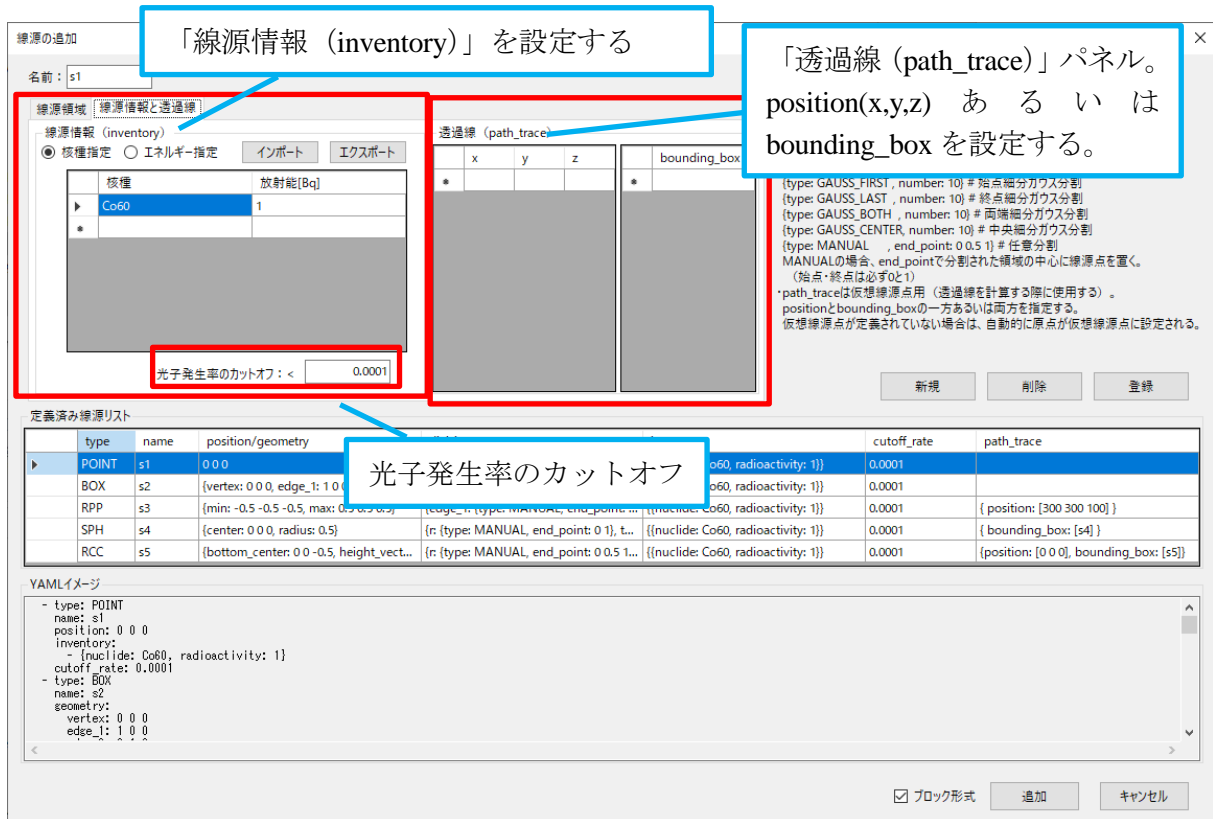 線源の追加
「線源情報（inventory）」を設定する
「透過線（path_trace）」パネル。
position(x,y,z) あるいは
bounding_boxを設定する。
名前： s1
線源領域 線源情報と透過線
線源情報（inventory）
核種指定 エネルギー指定 インポート エクスポート
核種 放射能[Bq]
Co60 1
*
光子発生率のカットオフ：< 0.0001
透過線（path_trace）
x y z
*
bounding_box
*
{type: GAUSS_FIRST , number: 10} # 始点細分ガウス分割
{type: GAUSS_LAST , number: 10} # 終点細分ガウス分割
{type: GAUSS_BOTH , number: 10} # 両端細分ガウス分割
{type: GAUSS_CENTER, number: 10} # 中央細分ガウス分割
{type: MANUAL , end_point: 0 0.5 1} # 任意分割
MANUALの場合、end_pointで分割された領域の中心に線源点を置く。
（始点・終点は必ず0と1）
・path_traceは仮想線源点用（透過線を計算する際に使用する）。
positionとbounding_boxの一方あるいは両方を指定する。
仮想線源点が定義されていない場合は、自動的に原点が仮想線源点に設定される。
新規 削除 登録
定義済み線源リスト
光子発生率のカットオフ
type name position/geometry cutoff_rate path_trace
POINT s1 0 0 0 Co60, radioactivity: 1}} 0.0001
BOX s2 {vertex: 0 0 0, edge_1: 1 0 {{nuclide: Co60, radioactivity: 1}} 0.0001
RPP s3 {min: -0.5 -0.5 -0.5, max: 0.5 0.5 0.5} {edge_1: {type: MANUAL, end_point: ... {{nuclide: Co60, radioactivity: 1}} 0.0001 { position: [300 300 100] }
SPH s4 {center: 0 0 0, radius: 0.5} {r: {type: MANUAL, end_point: 0 1}, t... {{nuclide: Co60, radioactivity: 1}} 0.0001 { bounding_box: [s4] }
RCC s5 {bottom_center: 0 0 -0.5, height_vect... {r: {type: MANUAL, end_point: 0 0.5 1... {{nuclide: Co60, radioactivity: 1}} 0.0001 {position: [0 0 0], bounding_box: [s5]}
YAMLイメージ
- type: POINT
name: s1
position: 0 0 0
inventory:
- {nuclide: Co60, radioactivity: 1}
cutoff_rate: 0.0001
- type: BOX
name: s2
geometry:
vertex: 0 0 0
edge_1: 1 0 0
ブロック形式 追加 キャンセル